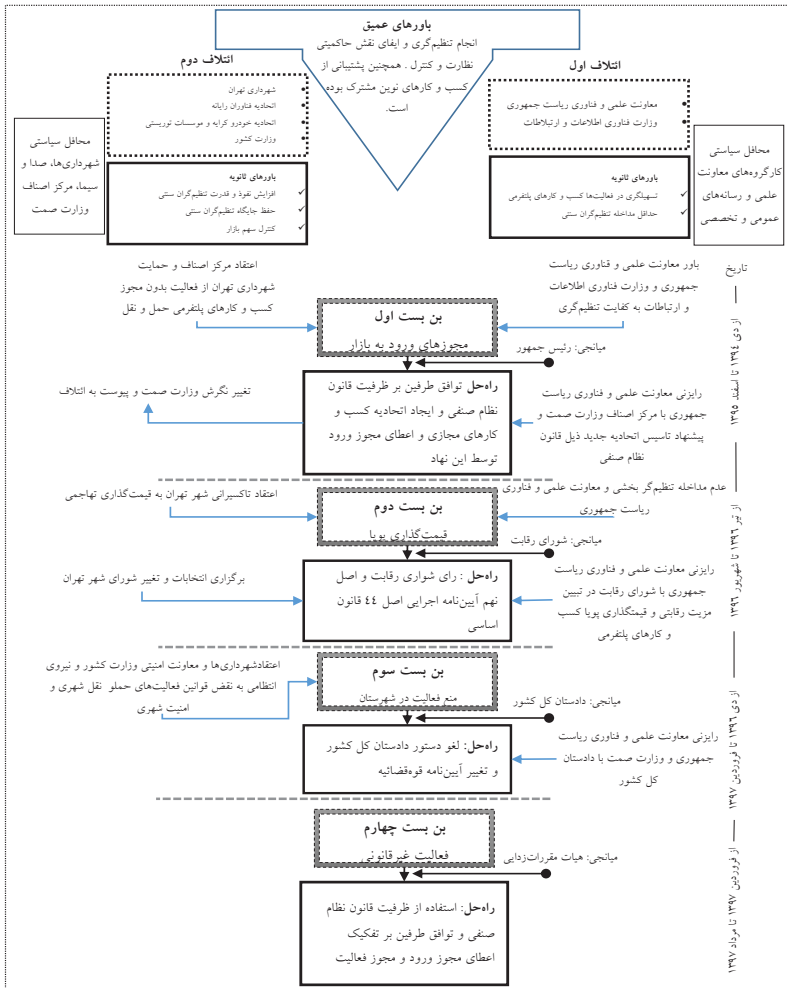 باورهای عمیق
انجام تنظیم‌گری و ایفای نقش حاکمیتی
نظارت و کنترل . همچنین پشتیبانی از
کسب و کارهای نوین مشترک بوده
است.
ائتلاف اول
معاونت علمی و فناوری ریاست جمهوری
وزارت فناوری اطلاعات و ارتباطات
باورهای ثانویه
تسهیلگری در فعالیت‌ها کسب و کارهای پلتفرمی
حداقل مداخله تنظیم‌گران سنتی
محافل سیاستی
کارگروه‌های معاونت
علمی و رسانه‌های
عمومی و تخصصی
ائتلاف دوم
شهرداری تهران
اتحادیه فناوران رایانه
اتحادیه خودرو کرایه و موسسات توریستی
وزارت کشور
باورهای ثانویه
افزایش نفوذ و قدرت تنظیم‌گران سنتی
حفظ جایگاه تنظیم‌گران سنتی
کنترل سهم بازار
محافل سیاستی
شهرداری‌ها، صدا و
سیما، مرکز اصناف
وزارت صمت
تاریخ
از دی ۱۳۹٤ تا اسفند ۱۳۹٥
باور معاونت علمی و فناوری ریاست
جمهوری و وزارت فناوری اطلاعات
و ارتباطات به کفایت تنظیم‌گری
بن بست اول
مجوزهای ورود به بازار
اعتقاد مرکز اصناف و حمایت
شهرداری تهران از فعالیت بدون مجوز
کسب و کارهای پلتفرمی حمل و نقل
میانجی: رئیس جمهور
رایزنی معاونت علمی و فناوری ریاست
جمهوری با مرکز اصناف وزارت صمت و
پیشنهاد تاسیس اتحادیه جدید ذیل قانون
نظام صنفی
راه‌حل توافق طرفین بر ظرفیت قانون
نظام صنفی و ایجاد اتحادیه کسب و
کارهای مجازی و اعطای مجوز ورود
توسط این نهاد
تغییر نگرش وزارت صمت و پیوست به ائتلاف
از تیر ۱۳۹٦ تا شهریور ۱۳۹٦
عدم مداخله تنظیم‌گر بخشی و معاونت علمی و فناوری
ریاست جمهوری
بن بست دوم
قیمت‌گذاری پویا
اعتقاد تاکسیرانی شهر تهران به قیمت‌گذاری تهاجمی
میانجی: شورای رقابت
رایزنی معاونت علمی و فناوری ریاست
جمهوری با شورای رقابت در تبیین
مزیت رقابتی و قیمتگذاری پویا کسب
و کارهای پلتفرمی
راه‌حل : رای شواری رقابت و اصل
نهم آیین‌نامه اجرایی اصل ٤٤ قانون
اساسی
برگزاری انتخابات و تغییر شورای شهر تهران
از دی ۱۳۹٦ تا فروردین ۱۳۹۷
بن بست سوم
منع فعالیت در شهرستان
اعتقادشهرداری‌ها و معاونت امنیتی وزارت کشور و نیروی
انتظامی به نقض قوانین فعالیت‌های حملو نقل شهری و
امنیت شهری
میانجی: دادستان کل کشور
رایزنی معاونت علمی و فناوری ریاست
جمهوری و وزارت صمت با دادستان
کل کشور
راه‌حل: لغو دستور دادستان کل کشور
و تغییر آیین‌نامه قوه‌قضائیه
از فروردین ۱۳۹۷ تا مرداد ۱۳۹۷
بن بست چهارم
فعالیت غیرقانونی
میانجی: هیات مقررات‌زدایی
راه‌حل: استفاده از ظرفیت قانون نظام
صنفی و توافق طرفین بر تفکیک
اعطای مجوز ورود و مجوز فعالیت